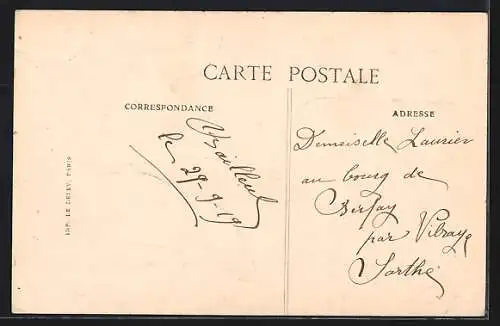 CARTE POSTALE
CORRESPONDANCE
ADRESSE
Bailleul
le 29-9-19
Demoiselle Laurier
au bourg de
Berfay
par Vibraye
Sarthe
IMP. LE DELEY, PARIS